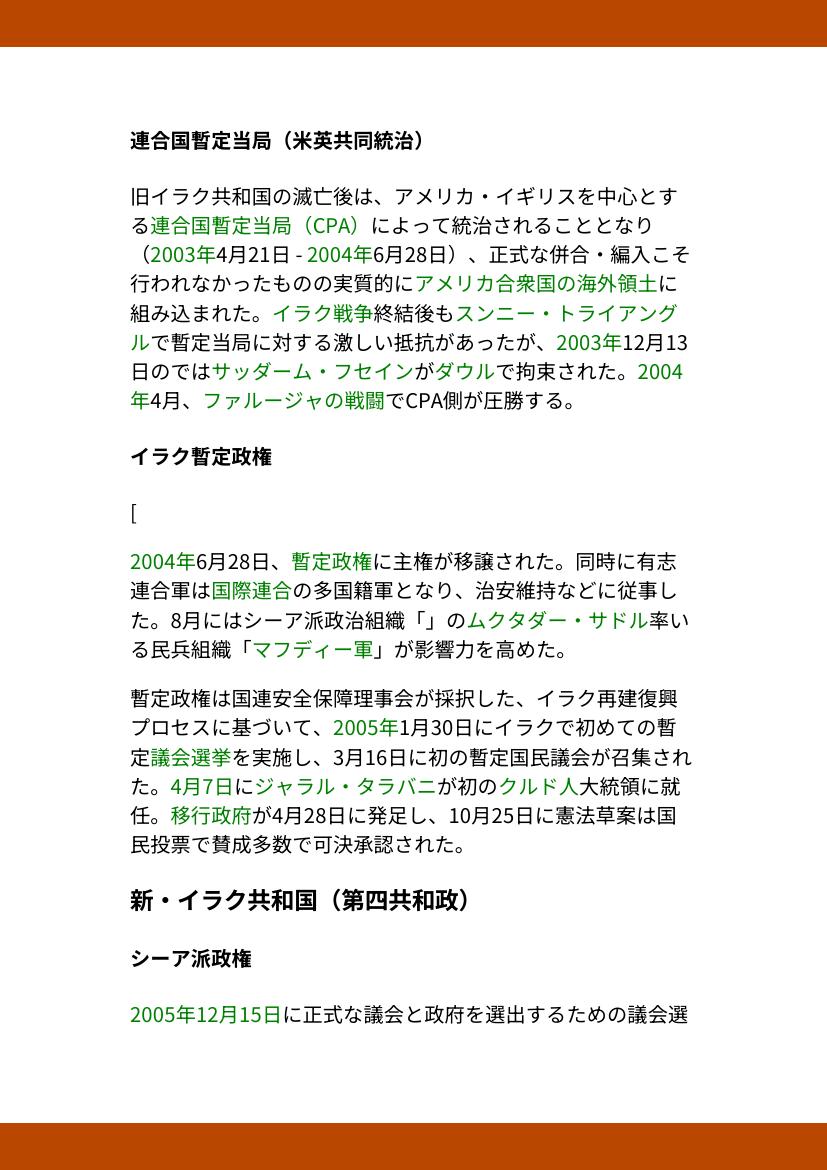 連合国暫定当局（米英共同統治）
旧イラク共和国の滅亡後は、アメリカ・イギリスを中心とす
る連合国暫定当局（CPA）によって統治されることとなり
（2003年4月21日 - 2004年6月28日）、正式な併合・編入こそ
行われなかったものの実質的にアメリカ合衆国の海外領土に
組み込まれた。イラク戦争終結後もスンニー・トライアング
ルで暫定当局に対する激しい抵抗があったが、2003年12月13
日のではサッダーム・フセインがダウルで拘束された。2004
年4月、ファルージャの戦闘でCPA側が圧勝する。
イラク暫定政権
[
2004年6月28日、暫定政権に主権が移譲された。同時に有志
連合軍は国際連合の多国籍軍となり、治安維持などに従事し
た。8月にはシーア派政治組織「」のムクタダー・サドル率い
る民兵組織「マフディー軍」が影響力を高めた。
暫定政権は国連安全保障理事会が採択した、イラク再建復興
プロセスに基づいて、2005年1月30日にイラクで初めての暫
定議会選挙を実施し、3月16日に初の暫定国民議会が召集され
た。4月7日にジャラル・タラバニが初のクルド人大統領に就
任。移行政府が4月28日に発足し、10月25日に憲法草案は国
民投票で賛成多数で可決承認された。
新・イラク共和国（第四共和政）
シーア派政権
2005年12月15日に正式な議会と政府を選出するための議会選